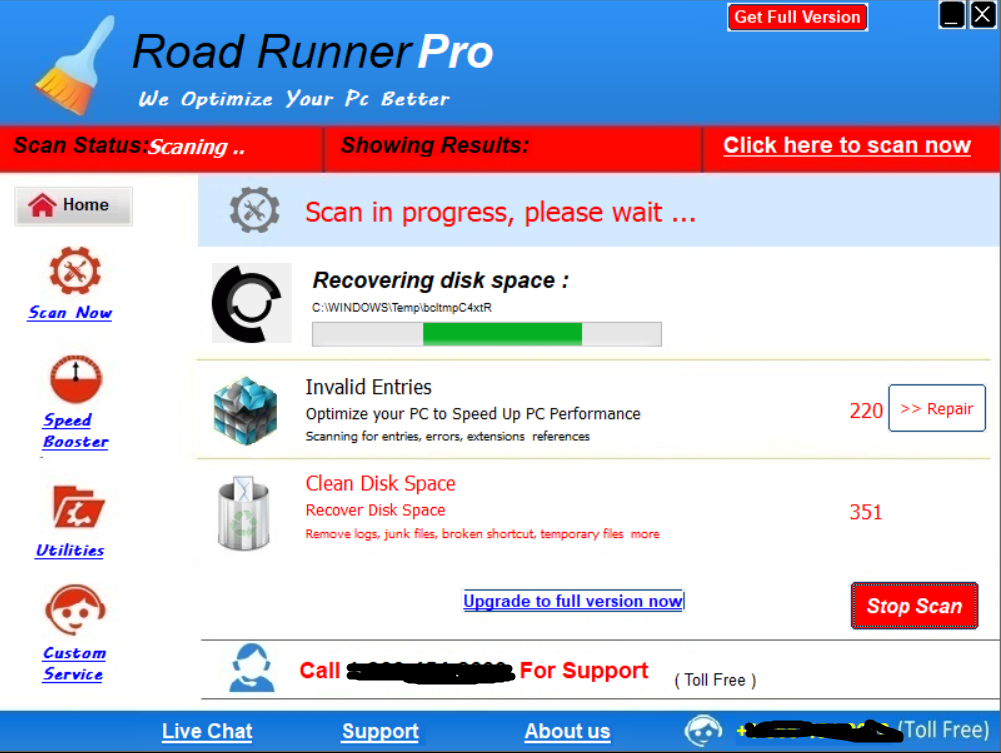 Get Full Version
Road Runner Pro
We Optimize Your Pc Better
Scan Status:Scaning ..
Showing Results:
Click here to scan now
Home
Scan in progress, please wait ...
Scan Now
Recovering disk space :
C:\WINDOWS\Temp\bcltmpC4xtR
Speed
Booster
Invalid Entries
Optimize your PC to Speed Up PC Performance
Scanning for entries, errors, extensions references
220
>> Repair
Utilities
Clean Disk Space
Recover Disk Space
Remove logs, junk files, broken shortcut, temporary files more
351
Custom
Service
Upgrade to full version now
Stop Scan
Call For Support
( Toll Free )
Live Chat
Support
About us
(Toll Free)